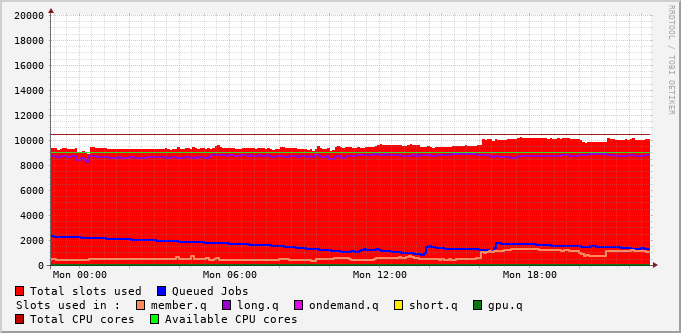 RRDTOOL / TOBI OETIKER
20000
18000
16000
14000
12000
10000
8000
6000
4000
2000
0
Mon 00:00 Mon 06:00 Mon 12:00 Mon 18:00
Total slots used Queued Jobs
Slots used in : member.q long.q ondemand.q short.q gpu.q
Total CPU cores Available CPU cores